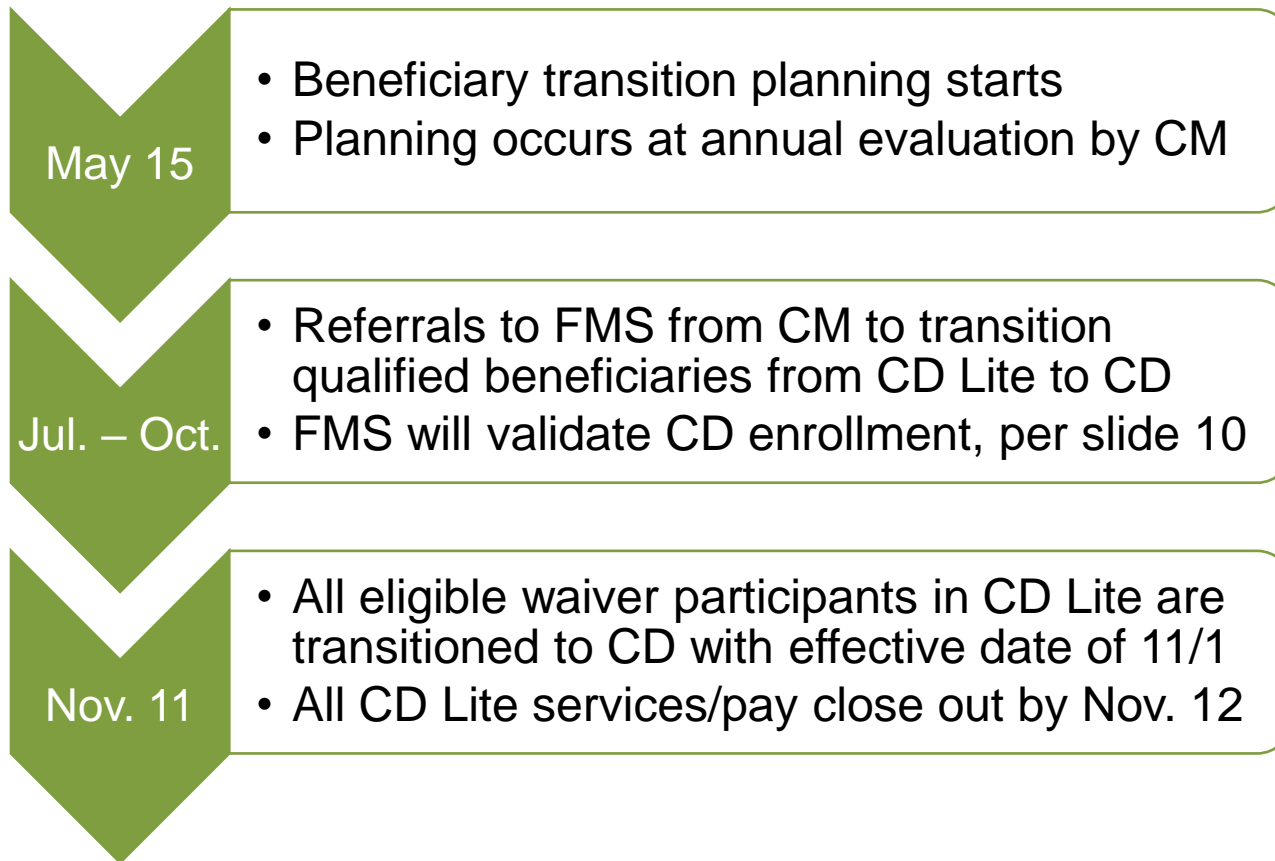 May 15
• Beneficiary transition planning starts
• Planning occurs at annual evaluation by CM
Jul. – Oct.
• Referrals to FMS from CM to transition
qualified beneficiaries from CD Lite to CD
• FMS will validate CD enrollment, per slide 10
Nov. 11
• All eligible waiver participants in CD Lite are
transitioned to CD with effective date of 11/1
• All CD Lite services/pay close out by Nov. 12